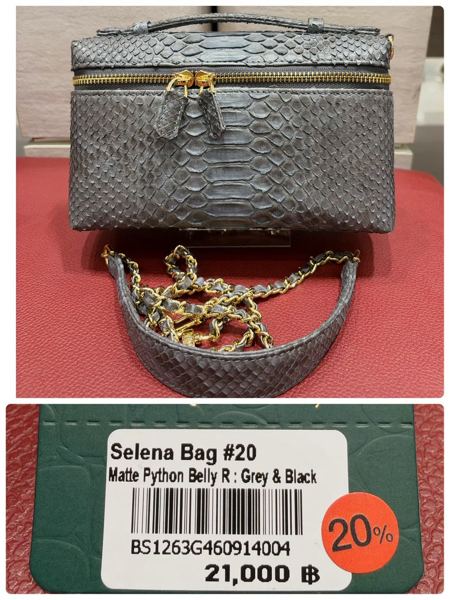 Selena Bag #20
Matte Python Belly R : Grey & Black
BS1263G460914004
21,000 ฿
20%